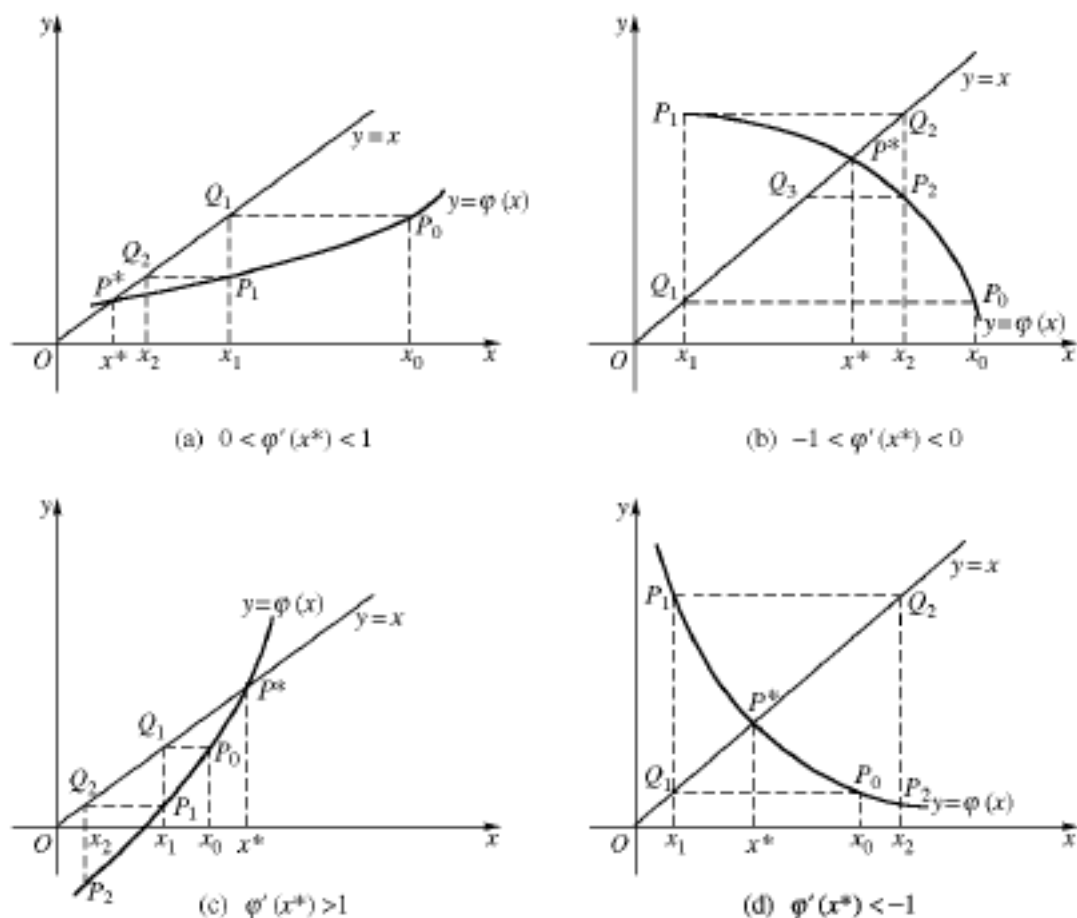 y
y=x
Q₁
y=φ(x)
P₀
Q₂
P*
P₁
O
x*
x₂
x₁
x₀
x
(a) 0 < φ′(x*) < 1
y
y=x
P₁
Q₂
P*
Q₃
P₂
Q₁
P₀
y=φ(x)
O
x₁
x*
x₂
x₀
x
(b) −1 < φ′(x*) < 0
y
y=φ(x)
y=x
P*
Q₁
P₀
Q₂
P₁
O
x₂
x₁
x₀
x*
x
P₂
(c) φ′(x*) >1
y
y=x
P₁
Q₂
P*
Q₁
P₀
P₂
y=φ(x)
O
x₁
x*
x₀
x₂
x
(d) φ′(x*) <−1